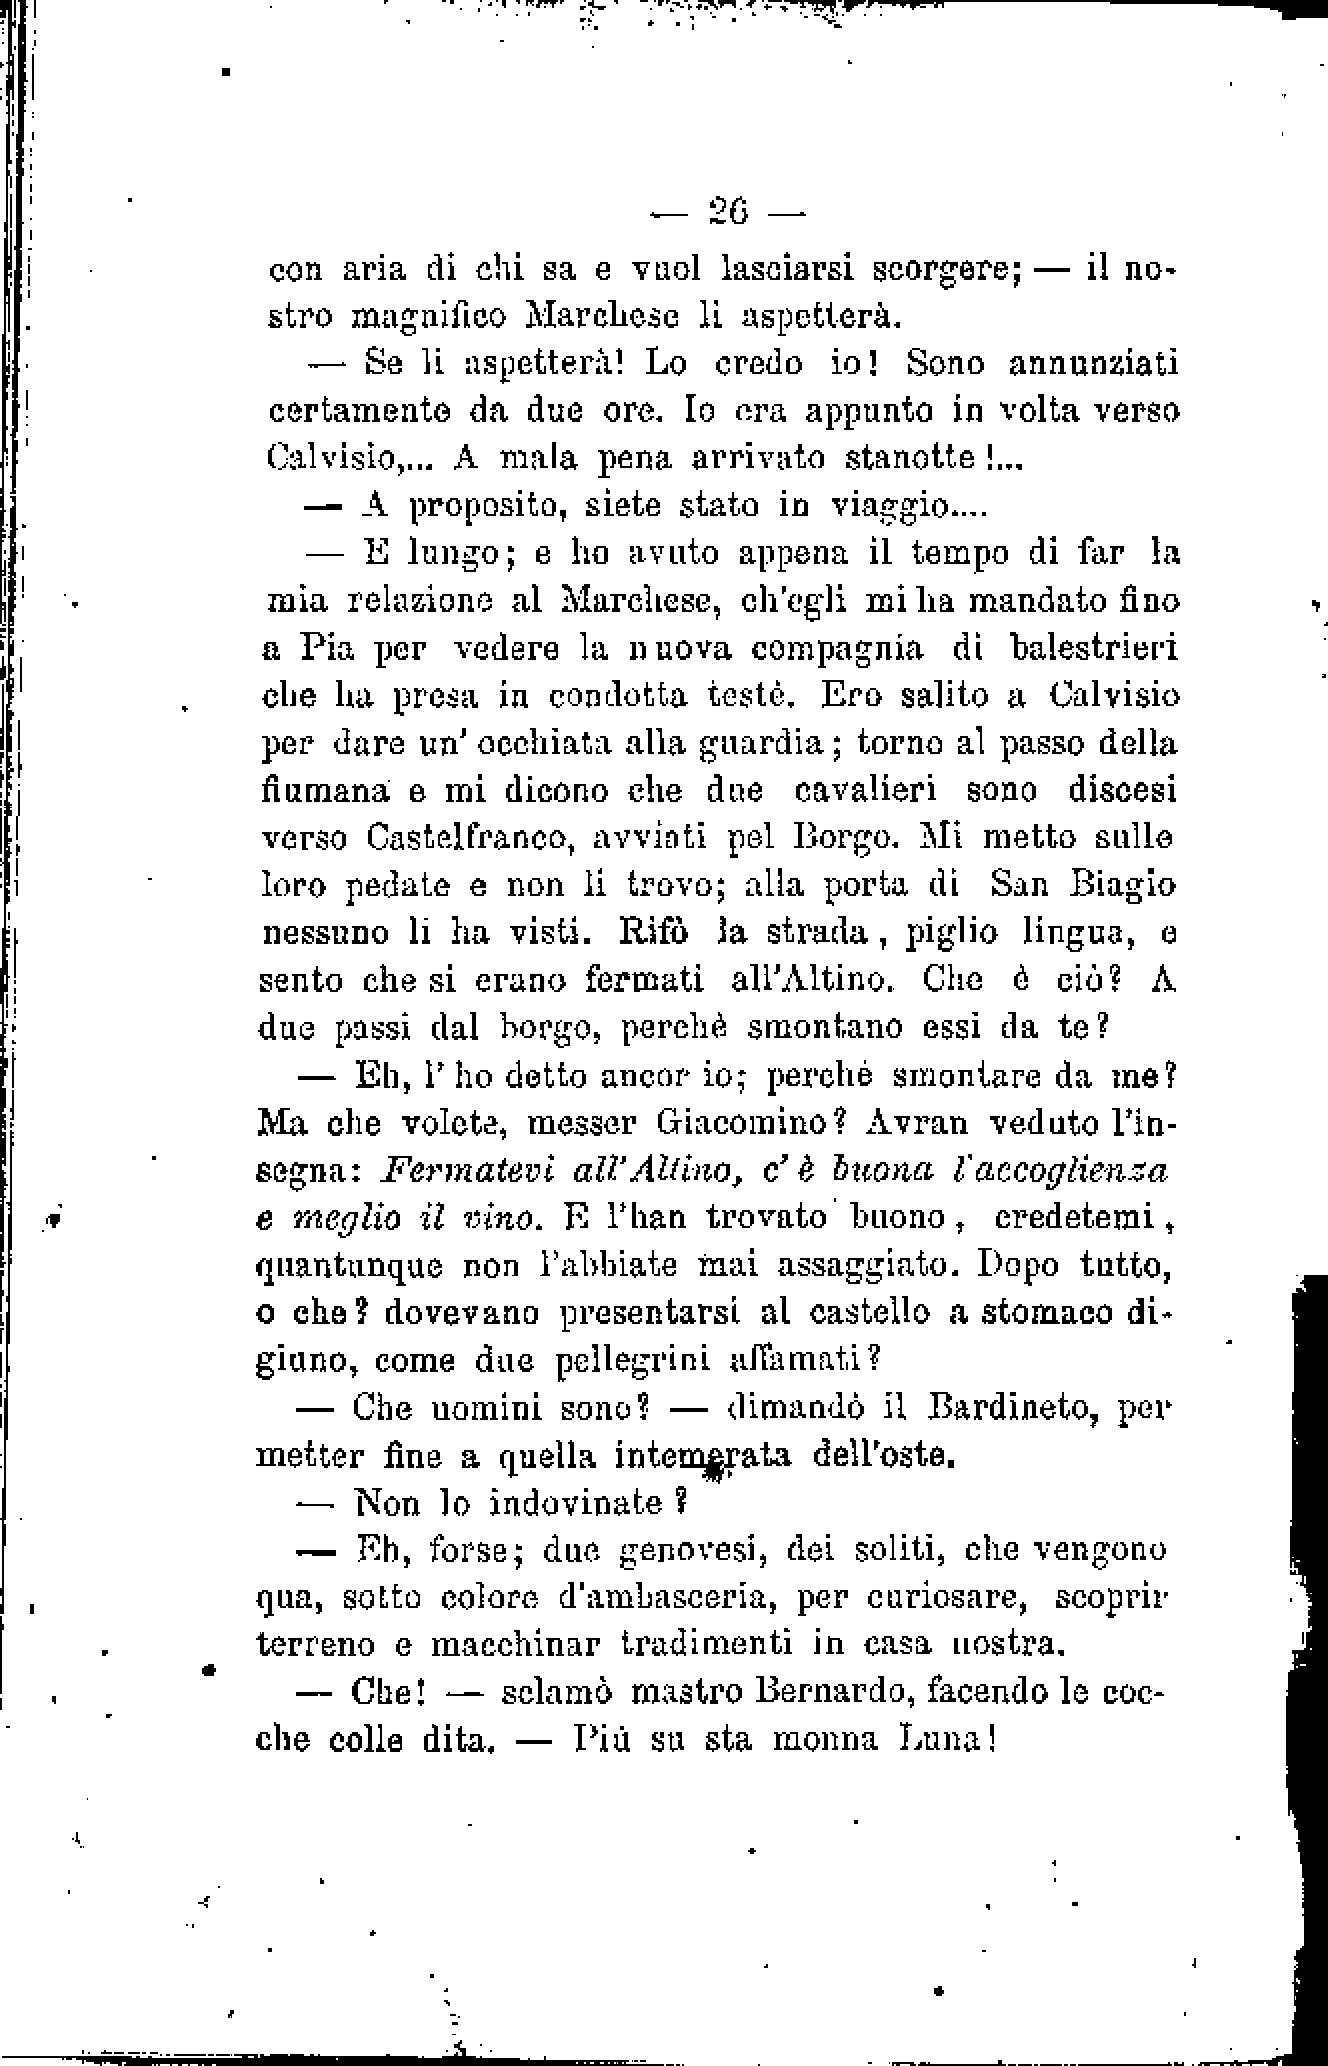 — 26 —
con aria di chi sa e vuol lasciarsi scorgere; — il no-
stro magnifico Marchese li aspetterà.
— Se li aspetterà! Lo credo io! Sono annunziati
certamente da due ore. Io era appunto in volta verso
Calvisio,... A mala pena arrivato stanotte!...
— A proposito, siete stato in viaggio....
— E lungo; e ho avuto appena il tempo di far la
mia relazione al Marchese, ch'egli mi ha mandato fino
a Pia per vedere la nuova compagnia di balestrieri
che ha presa in condotta testè. Ero salito a Calvisio
per dare un' occhiata alla guardia; torno al passo della
fiumana e mi dicono che due cavalieri sono discesi
verso Castelfranco, avviati pel Borgo. Mi metto sulle
loro pedate e non li trovo; alla porta di San Biagio
nessuno li ha visti. Rifò la strada, piglio lingua, e
sento che si erano fermati all'Altino. Che è ciò? A
due passi dal borgo, perchè smontano essi da te?
— Eh, l' ho detto ancor io; perchè smontare da me?
Ma che volete, messer Giacomino? Avran veduto l'in-
segna: Fermatevi all'Altino, c' è buona l'accoglienza
e meglio il vino. E l'han trovato buono, credetemi,
quantunque non l'abbiate mai assaggiato. Dopo tutto,
o che? dovevano presentarsi al castello a stomaco di-
giuno, come due pellegrini affamati?
— Che uomini sono? — dimandò il Bardineto, per
metter fine a quella intemerata dell'oste.
— Non lo indovinate?
— Eh, forse; due genovesi, dei soliti, che vengono
qua, sotto colore d'ambasceria, per curiosare, scoprir
terreno e macchinar tradimenti in casa nostra.
— Che! — sclamò mastro Bernardo, facendo le coc-
che colle dita. — Più su sta monna Luna!